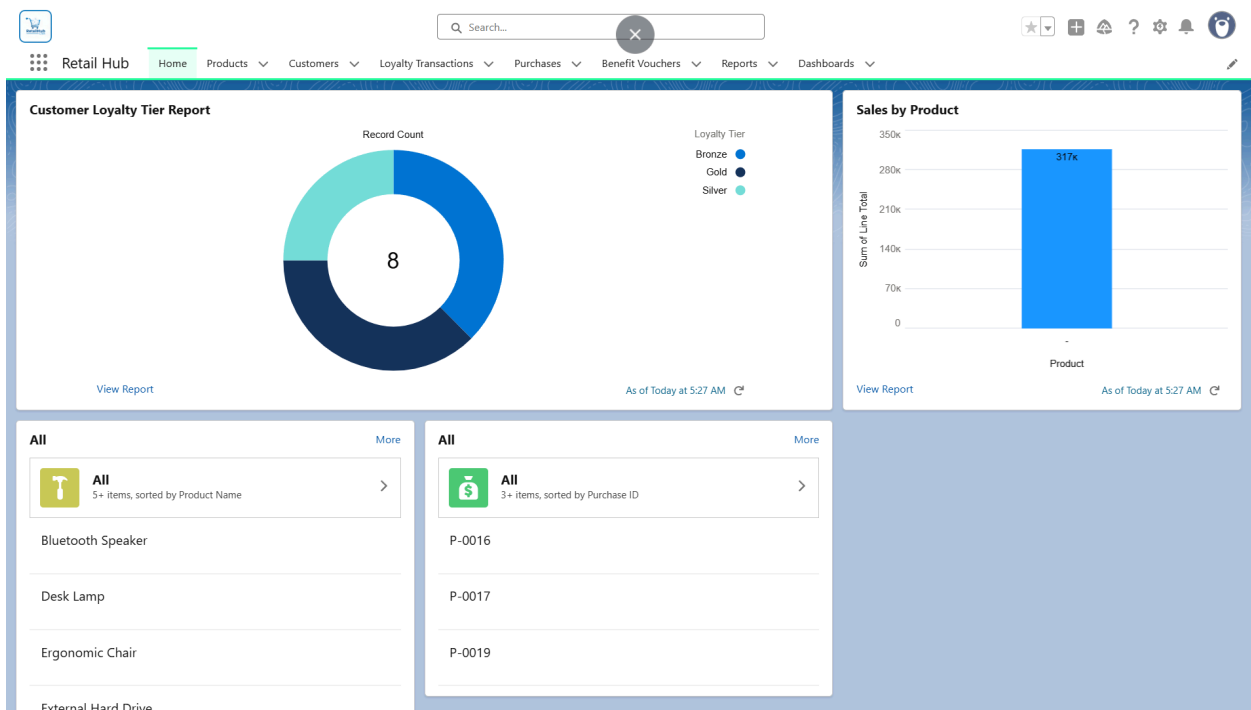 Search...
Retail Hub Home Products Customers Loyalty Transactions Purchases Benefit Vouchers Reports Dashboards
Customer Loyalty Tier Report
Record Count
Loyalty Tier
Bronze
Gold
Silver
8
View Report
As of Today at 5:27 AM
Sales by Product
350K
280K
210K
140K
70K
0
Sum of Line Total
317K
-
Product
View Report
As of Today at 5:27 AM
All
More
All
5+ items, sorted by Product Name
Bluetooth Speaker
Desk Lamp
Ergonomic Chair
External Hard Drive
All
More
All
3+ items, sorted by Purchase ID
P-0016
P-0017
P-0019